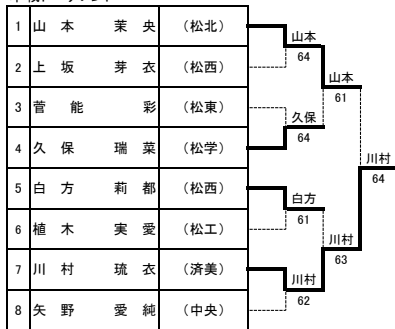 1 山本 茉央 (松北)
2 上坂 芽衣 (松西)
3 菅能 彩 (松東)
4 久保 瑞菜 (松学)
5 白方 莉都 (松西)
6 植木 実愛 (松工)
7 川村 琉衣 (済美)
8 矢野 愛純 (中央)
山本
64
久保
64
白方
61
川村
62
山本
61
川村
63
川村
64